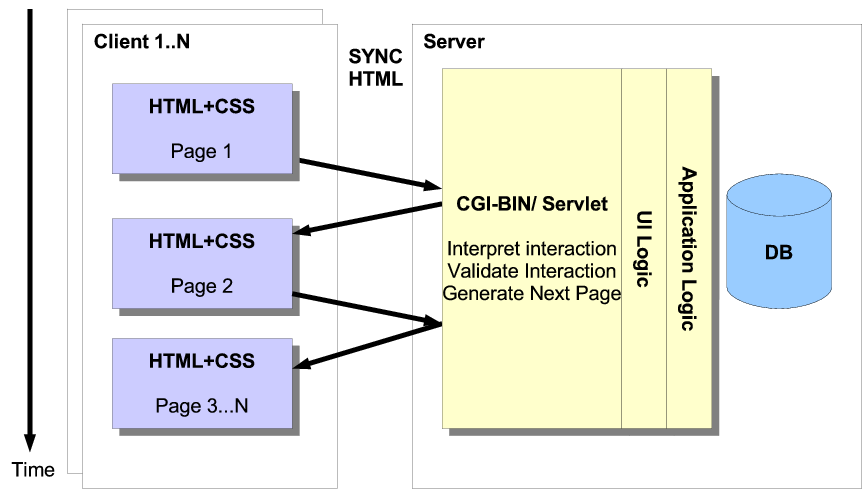 Client 1..N
SYNC
HTML
Server
HTML+CSS
Page 1
HTML+CSS
Page 2
HTML+CSS
Page 3...N
CGI-BIN/ Servlet
Interpret interaction
Validate Interaction
Generate Next Page
UI Logic
Application Logic
DB
Time